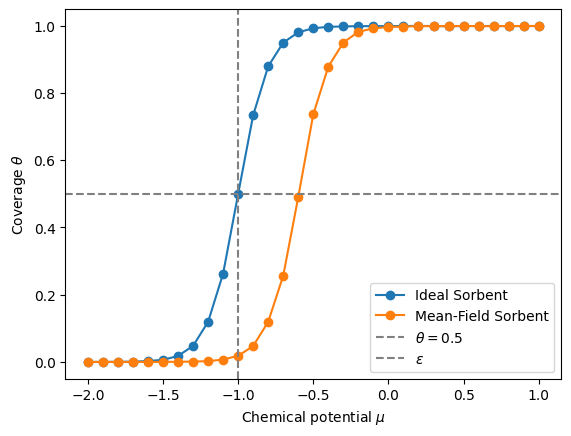 1.0
0.8
0.6
0.4
0.2
0.0
Coverage θ
−2.0 −1.5 −1.0 −0.5 0.0 0.5 1.0
Chemical potential μ
Ideal Sorbent
Mean-Field Sorbent
θ = 0.5
ε